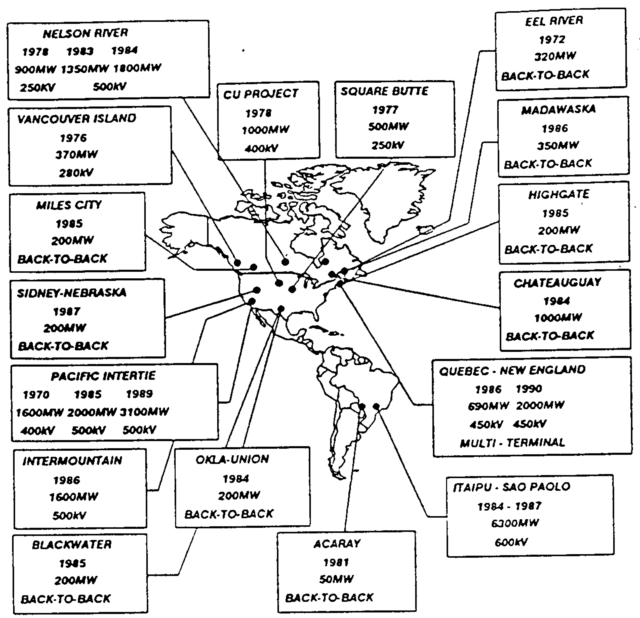 NELSON RIVER
1978 1983 1984
900MW 1350MW 1800MW
250KV 500kV
VANCOUVER ISLAND
1976
370MW
280kV
MILES CITY
1985
200MW
BACK-TO-BACK
SIDNEY-NEBRASKA
1987
200MW
BACK-TO-BACK
PACIFIC INTERTIE
1970 1985 1989
1600MW 2000MW 3100MW
400kV 500kV 500kV
INTERMOUNTAIN
1986
1600MW
500kV
BLACKWATER
1985
200MW
BACK-TO-BACK
CU PROJECT
1978
1000MW
400kV
SQUARE BUTTE
1977
500MW
250kV
OKLA-UNION
1984
200MW
BACK-TO-BACK
ACARAY
1981
50MW
BACK-TO-BACK
EEL RIVER
1972
320MW
BACK-TO-BACK
MADAWASKA
1986
350MW
BACK-TO-BACK
HIGHGATE
1985
200MW
BACK-TO-BACK
CHATEAUGUAY
1984
1000MW
BACK-TO-BACK
QUEBEC - NEW ENGLAND
1986 1990
690MW 2000MW
450kV 450kV
MULTI - TERMINAL
ITAIPU - SAO PAOLO
1984 - 1987
6300MW
600kV